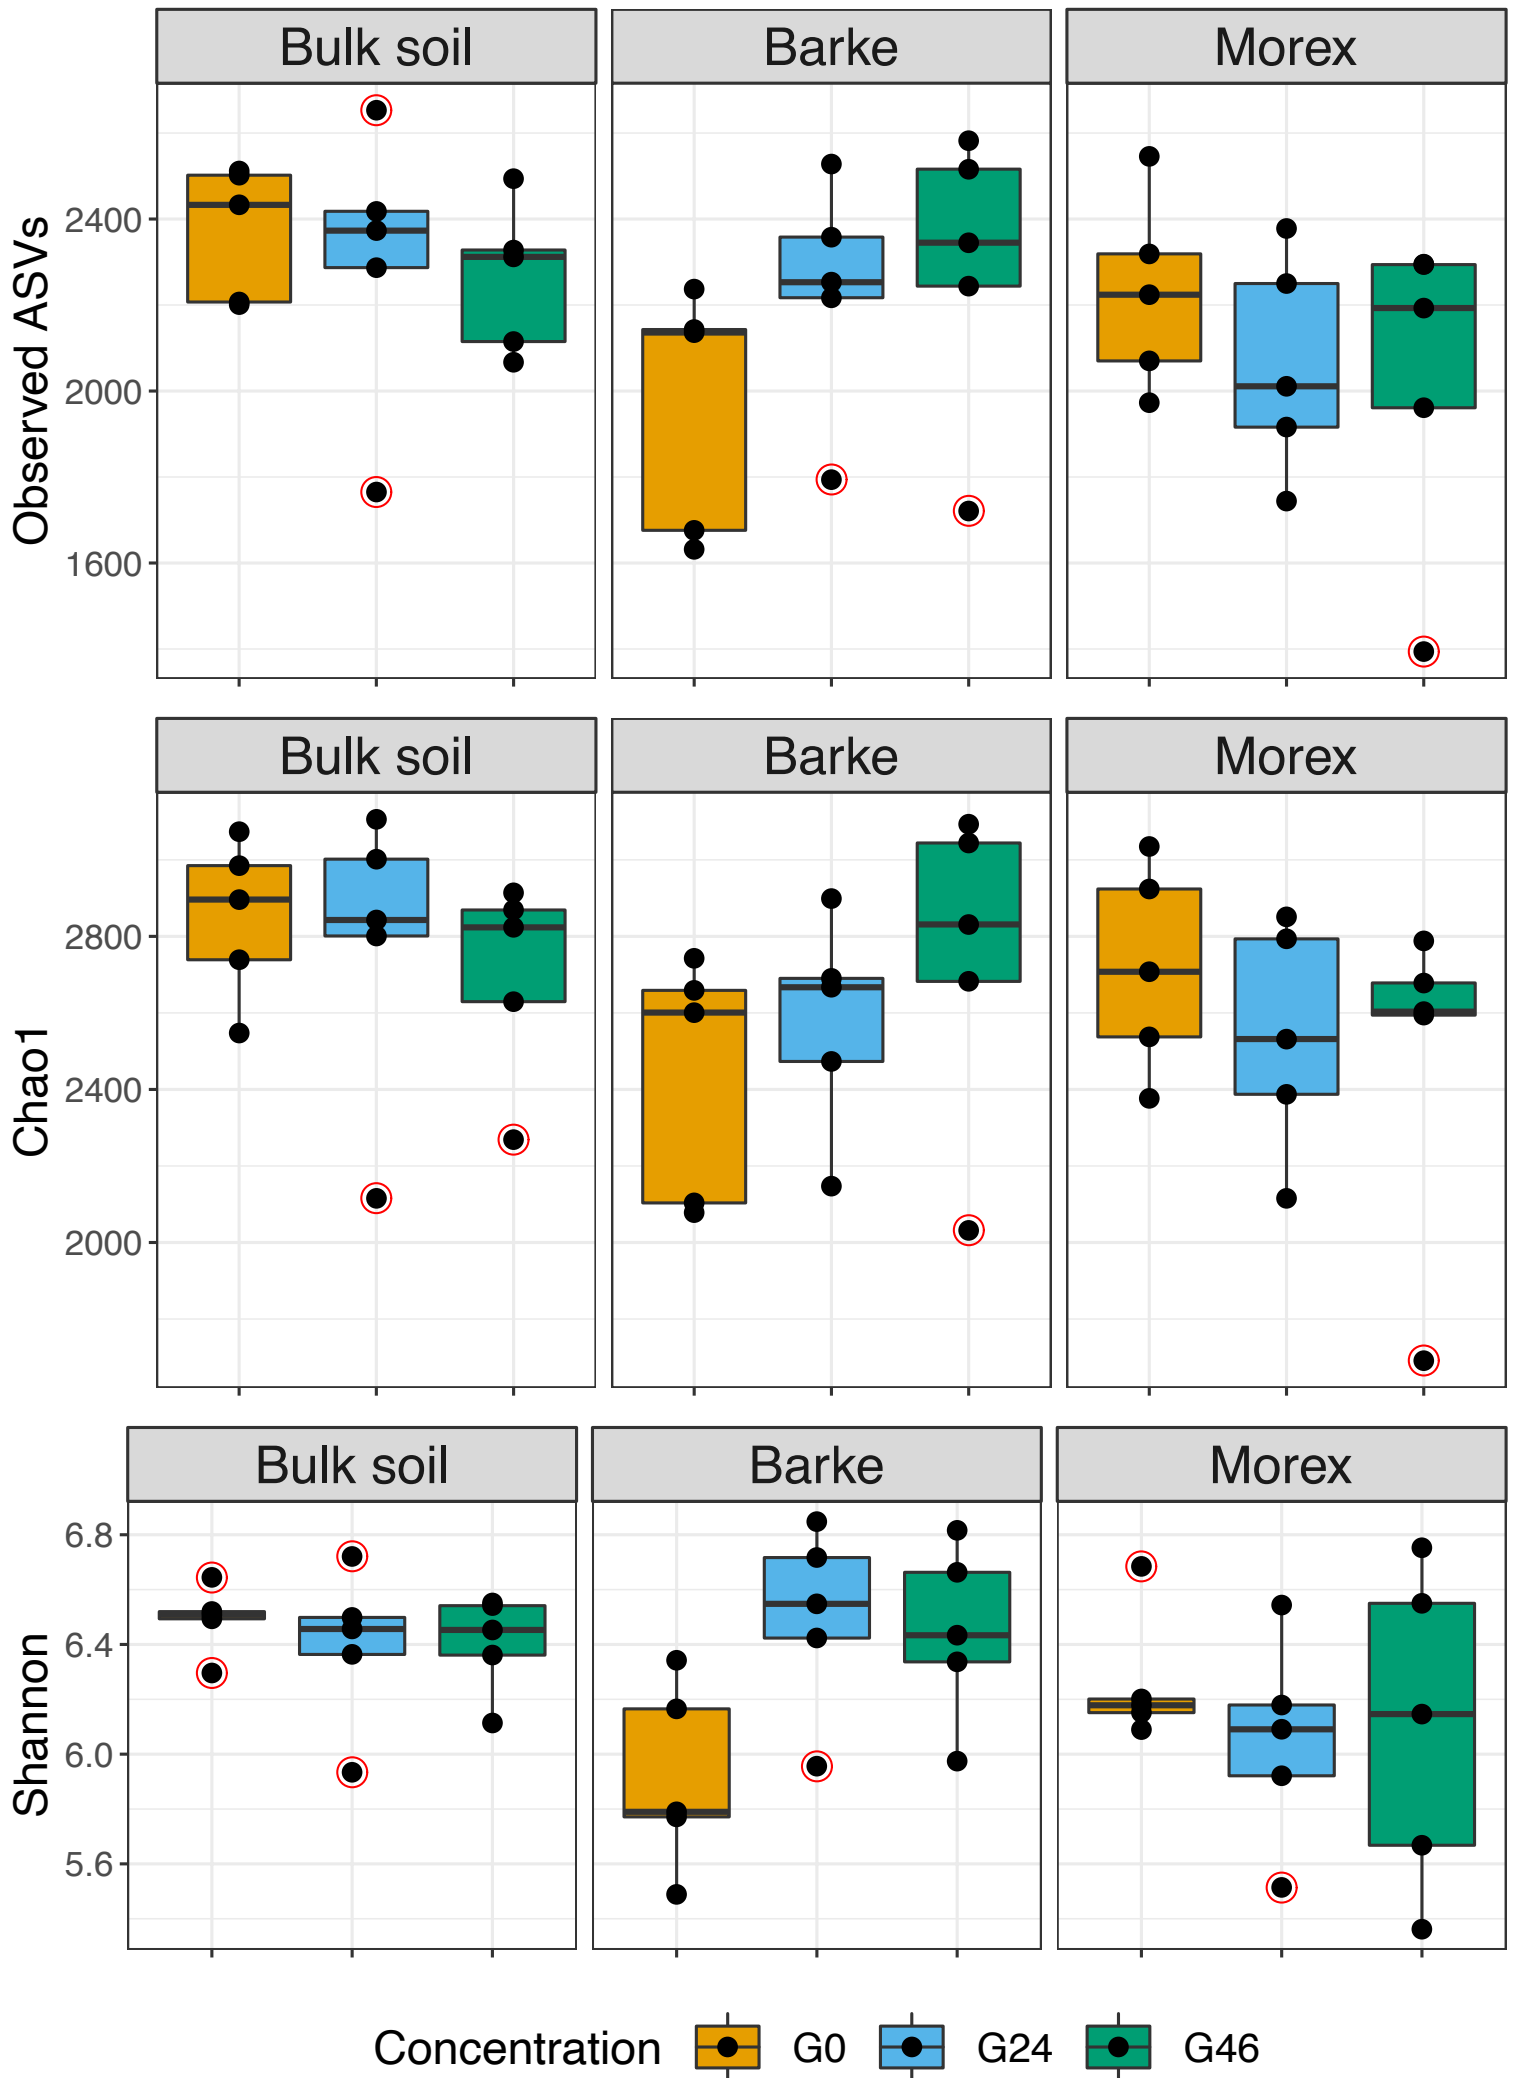 Bulk soil Barke Morex
Observed ASVs
2400
2000
1600
Bulk soil Barke Morex
Chao1
2800
2400
2000
Bulk soil Barke Morex
Shannon
6.8
6.4
6.0
5.6
Concentration G0 G24 G46